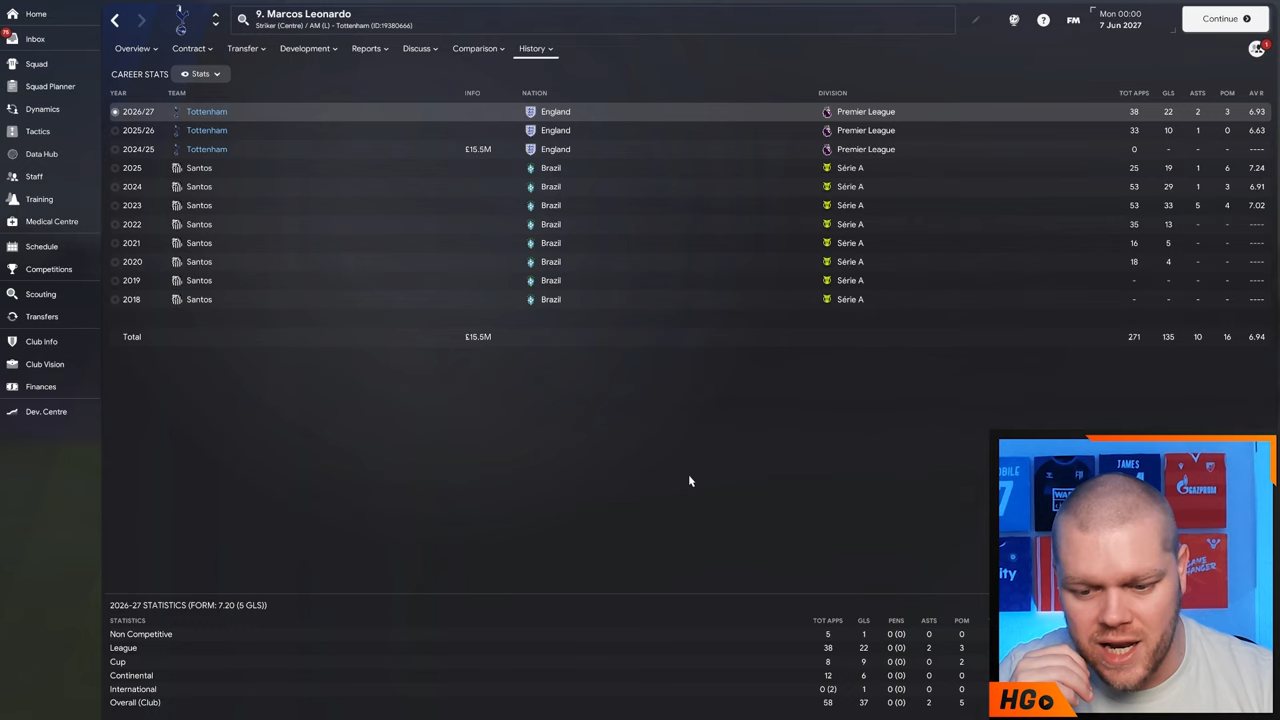 Home
9. Marcos Leonardo
Striker (Centre) / AM (L) - Tottenham (ID:19380666)
FM
Mon 00:00
7 Jun 2027
Continue
75
Inbox
Squad
Squad Planner
Dynamics
Tactics
Data Hub
Staff
Training
Medical Centre
Schedule
Competitions
Scouting
Transfers
Club Info
Club Vision
Finances
Dev. Centre
Overview Contract Transfer Development Reports Discuss Comparison History
1
CAREER STATS Stats
YEAR TEAM INFO NATION DIVISION TOT APPS GLS ASTS POM AV R
2026/27 Tottenham England Premier League 38 22 2 3 6.93
2025/26 Tottenham England Premier League 33 10 1 0 6.63
2024/25 Tottenham £15.5M England Premier League 0 - - - ----
2025 Santos Brazil Série A 25 19 1 6 7.24
2024 Santos Brazil Série A 53 29 1 3 6.91
2023 Santos Brazil Série A 53 33 5 4 7.02
2022 Santos Brazil Série A 35 13 - - ----
2021 Santos Brazil Série A 16 5 - - ----
2020 Santos Brazil Série A 18 4 - - ----
2019 Santos Brazil Série A - - - - ----
2018 Santos Brazil Série A - - - - ----
Total £15.5M 271 135 10 16 6.94
2026-27 STATISTICS (FORM: 7.20 (5 GLS))
STATISTICS TOT APPS GLS PENS ASTS POM
Non Competitive 5 1 0 (0) 0 0
League 38 22 0 (0) 2 3
Cup 8 9 0 (0) 0 2
Continental 12 6 0 (0) 0 0
International 0 (2) 1 0 (0) 0 0
Overall (Club) 58 37 0 (0) 2 5
JAMES
GAZPROM
HGo